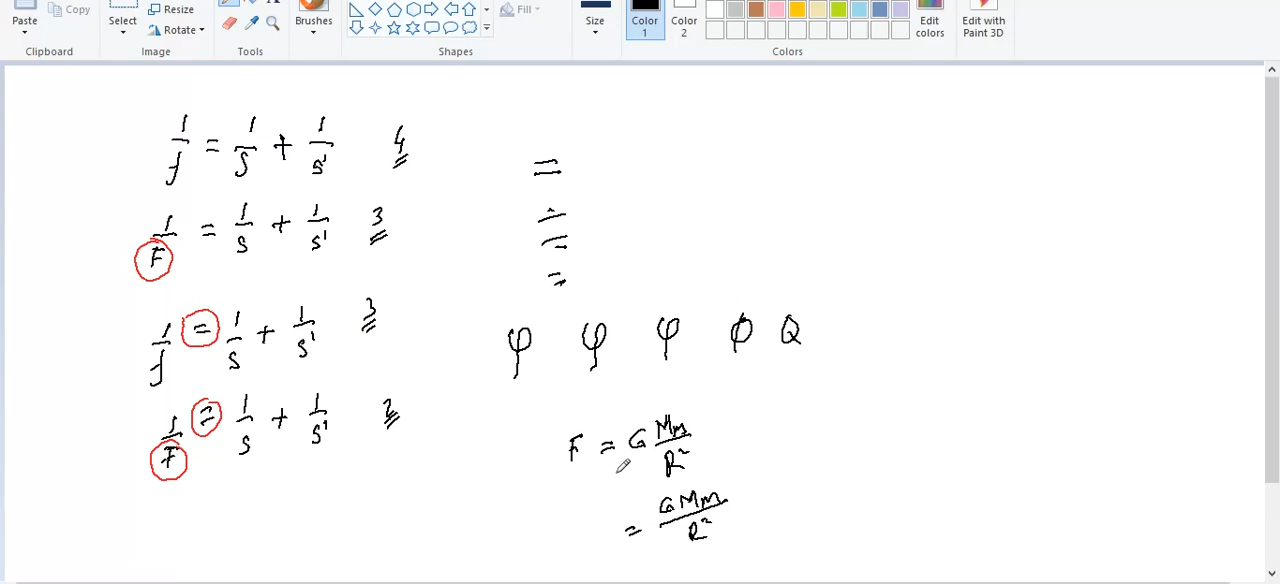 Paste Copy Select Resize Rotate A Brushes Fill Size Color 1 Color 2 Edit colors Edit with Paint 3D
Clipboard Image Tools Shapes Colors
1/f = 1/s + 1/s' 4
=
1/F = 1/s + 1/s' 3
÷
=
=
1/f = 1/s + 1/s' 3
φ φ φ ϕ Q
1/F = 1/s + 1/s' 2
F = G Mm/R²
= GMm/R²